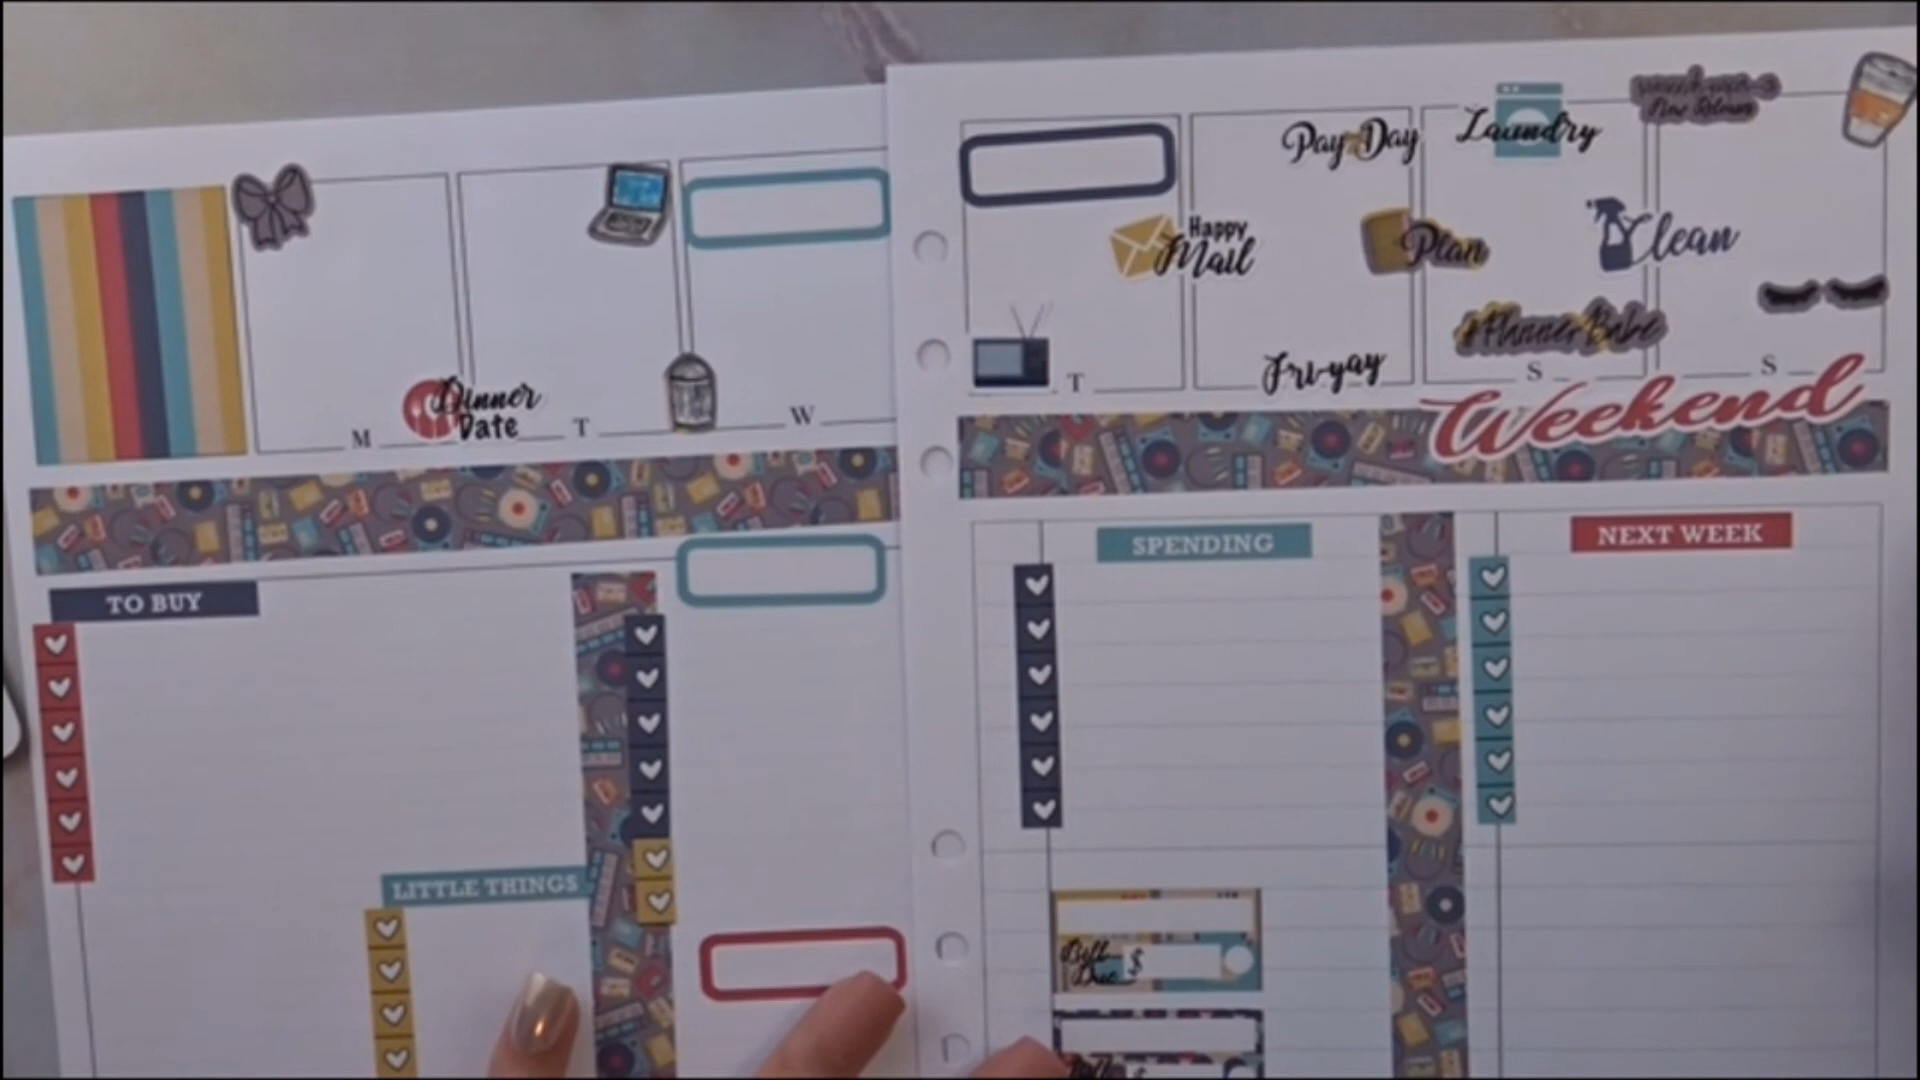 Dinner
Date
M
T
W
Pay Day
Laundry
Happy
Mail
Plan
Clean
#PlannerBabe
Fri-yay
T
S
S
Weekend
TO BUY
LITTLE THINGS
SPENDING
NEXT WEEK
Bill
Due $